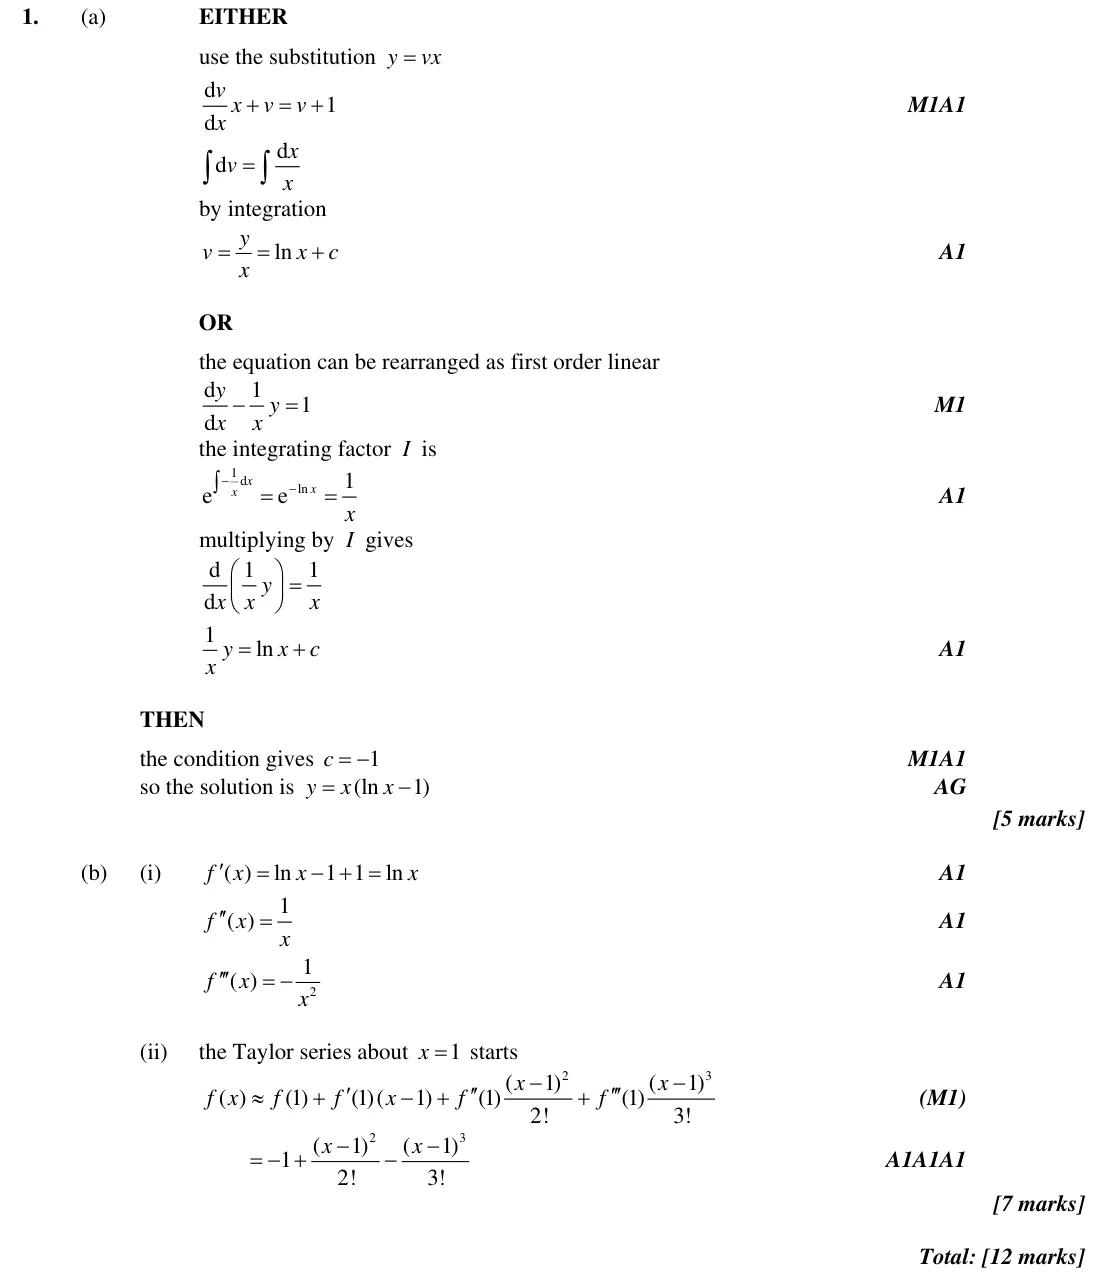 1. (a) EITHER
use the substitution y = vx
dv/dx x + v = v + 1 M1A1
∫dv = ∫dx/x
by integration
v = y/x = ln x + c A1
OR
the equation can be rearranged as first order linear
dy/dx − 1/x y = 1 M1
the integrating factor I is
e^(∫−1/x dx) = e^(−ln x) = 1/x A1
multiplying by I gives
d/dx (1/x y) = 1/x
1/x y = ln x + c A1
THEN
the condition gives c = −1 M1A1
so the solution is y = x(ln x − 1) AG
[5 marks]
(b) (i) f′(x) = ln x − 1 + 1 = ln x A1
f″(x) = 1/x A1
f‴(x) = −1/x² A1
(ii) the Taylor series about x = 1 starts
f(x) ≈ f(1) + f′(1)(x − 1) + f″(1) (x − 1)²/2! + f‴(1) (x − 1)³/3! (M1)
= −1 + (x − 1)²/2! − (x − 1)³/3! A1A1A1
[7 marks]
Total: [12 marks]